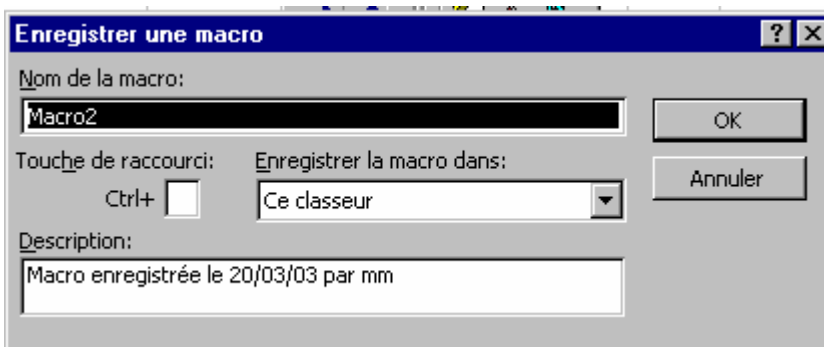 Enregistrer une macro
Nom de la macro:
Macro2
OK
Touche de raccourci:
Enregistrer la macro dans:
Ctrl+
Ce classeur
Annuler
Description:
Macro enregistrée le 20/03/03 par mm